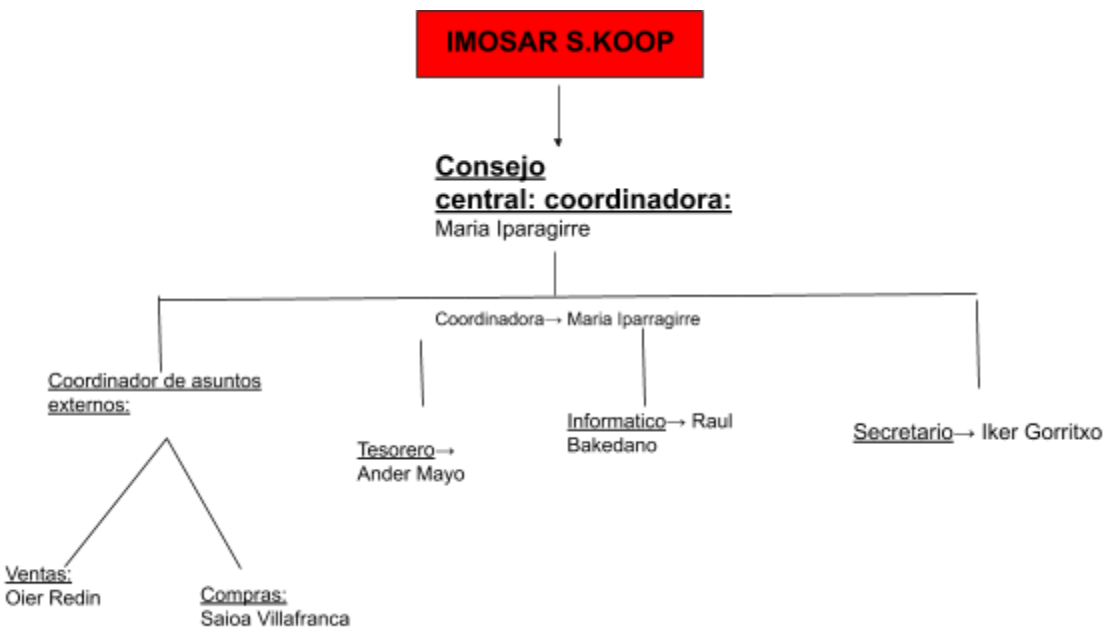 IMOSAR S.KOOP
Consejo
central: coordinadora:
Maria Iparagirre
Coordinadora→ Maria Iparragirre
Coordinador de asuntos
externos:
Tesorero→
Ander Mayo
Informatico→ Raul
Bakedano
Secretario→ Iker Gorritxo
Ventas:
Oier Redin
Compras:
Saioa Villafranca